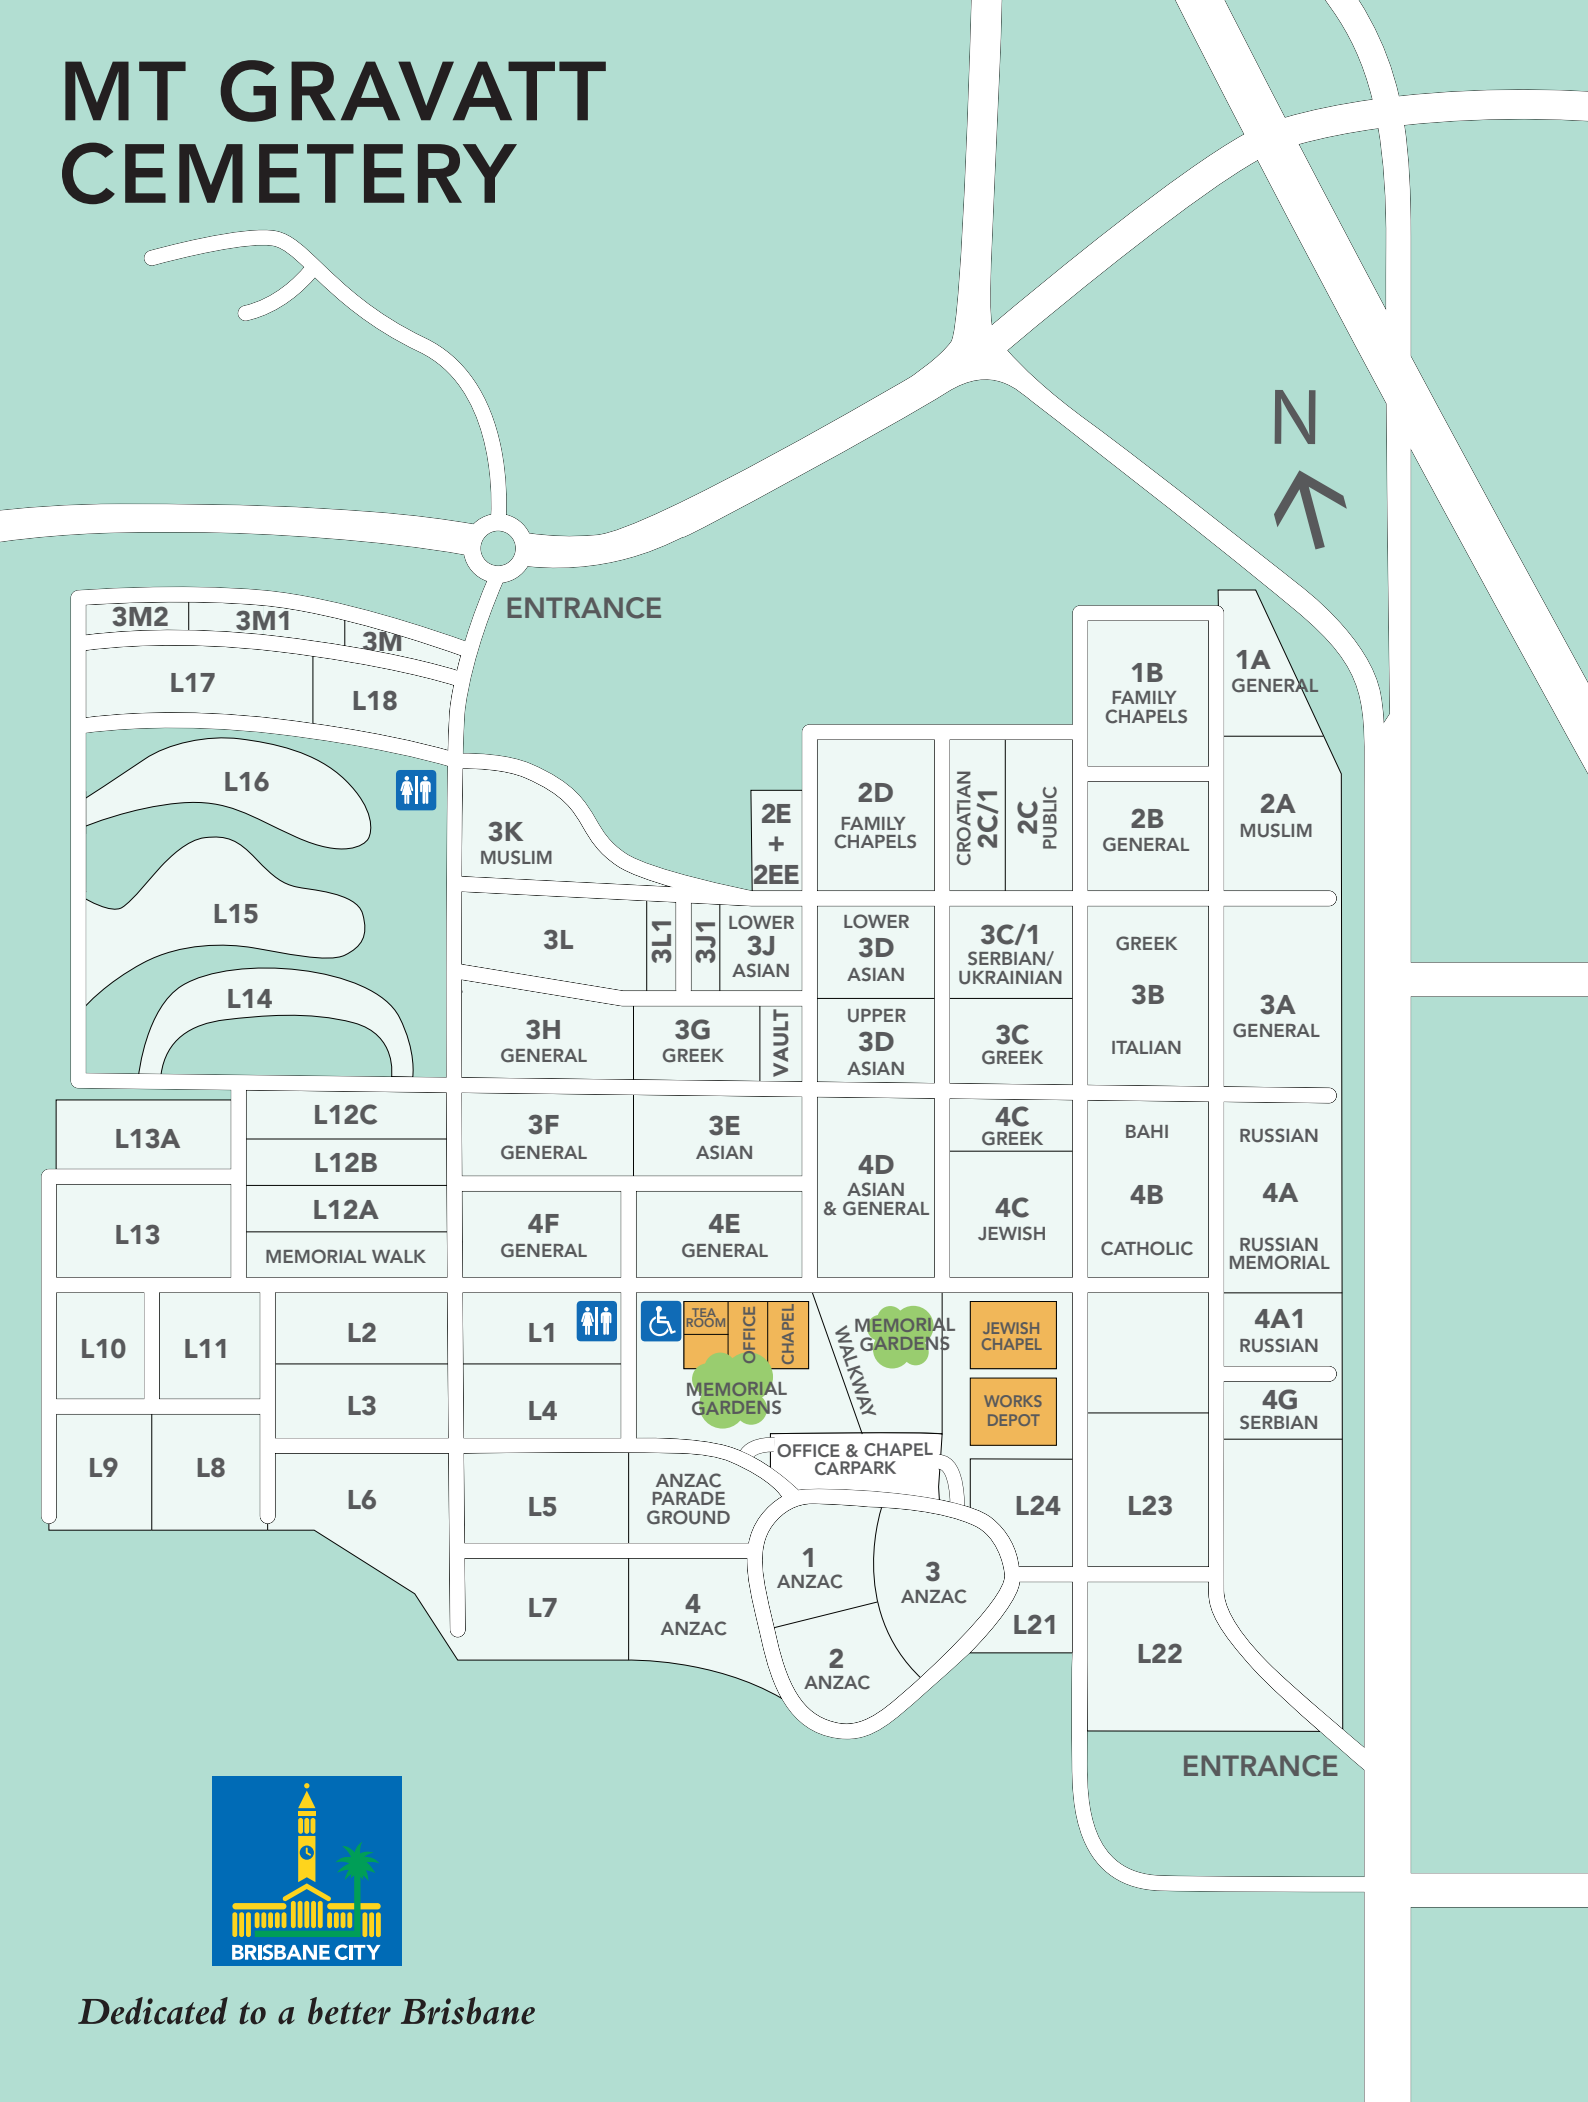 MT GRAVATT
CEMETERY
N
ENTRANCE
3M2
3M1
3M
L17
L18
L16
L15
L14
3K
MUSLIM
2E
+
2EE
2D
FAMILY
CHAPELS
CROATIAN
2C/1
2C
PUBLIC
1B
FAMILY
CHAPELS
2B
GENERAL
1A
GENERAL
2A
MUSLIM
3L
3L1
3J1
LOWER
3J
ASIAN
LOWER
3D
ASIAN
3C/1
SERBIAN/
UKRAINIAN
GREEK
3B
ITALIAN
3A
GENERAL
3H
GENERAL
3G
GREEK
VAULT
UPPER
3D
ASIAN
3C
GREEK
L13A
L12C
L12B
L12A
MEMORIAL WALK
L13
3F
GENERAL
3E
ASIAN
4F
GENERAL
4E
GENERAL
4D
ASIAN
& GENERAL
4C
GREEK
4C
JEWISH
BAHI
4B
CATHOLIC
RUSSIAN
4A
RUSSIAN
MEMORIAL
L10
L11
L2
L3
L1
L4
TEA
ROOM
OFFICE
CHAPEL
MEMORIAL
GARDENS
WALKWAY
MEMORIAL
GARDENS
JEWISH
CHAPEL
WORKS
DEPOT
4A1
RUSSIAN
4G
SERBIAN
L9
L8
L6
L5
ANZAC
PARADE
GROUND
OFFICE & CHAPEL
CARPARK
L24
L23
L7
4
ANZAC
1
ANZAC
2
ANZAC
3
ANZAC
L21
L22
ENTRANCE
BRISBANE CITY
Dedicated to a better Brisbane